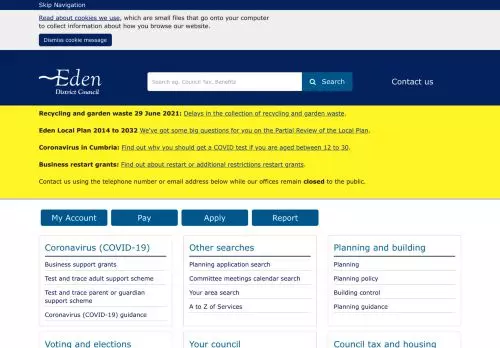 Skip Navigation
Read about cookies we use, which are small files that go onto your computer
to collect information about how you browse our website.
Dismiss cookie message
Eden
District Council
Search eg. Council Tax, Benefits
Search
Contact us
Recycling and garden waste 29 June 2021: Delays in the collection of recycling and garden waste.
Eden Local Plan 2014 to 2032 We've got some big questions for you on the Partial Review of the Local Plan.
Coronavirus in Cumbria: Find out why you should get a COVID test if you are aged between 12 to 30.
Business restart grants: Find out about restart or additional restrictions restart grants.
Contact us using the telephone number or email address below while our offices remain closed to the public.
My Account
Pay
Apply
Report
Coronavirus (COVID-19)
Business support grants
Test and trace adult support scheme
Test and trace parent or guardian
support scheme
Coronavirus (COVID-19) guidance
Other searches
Planning application search
Committee meetings calendar search
Your area search
A to Z of Services
Planning and building
Planning
Planning policy
Building control
Planning guidance
Voting and elections
Your council
Council tax and housing